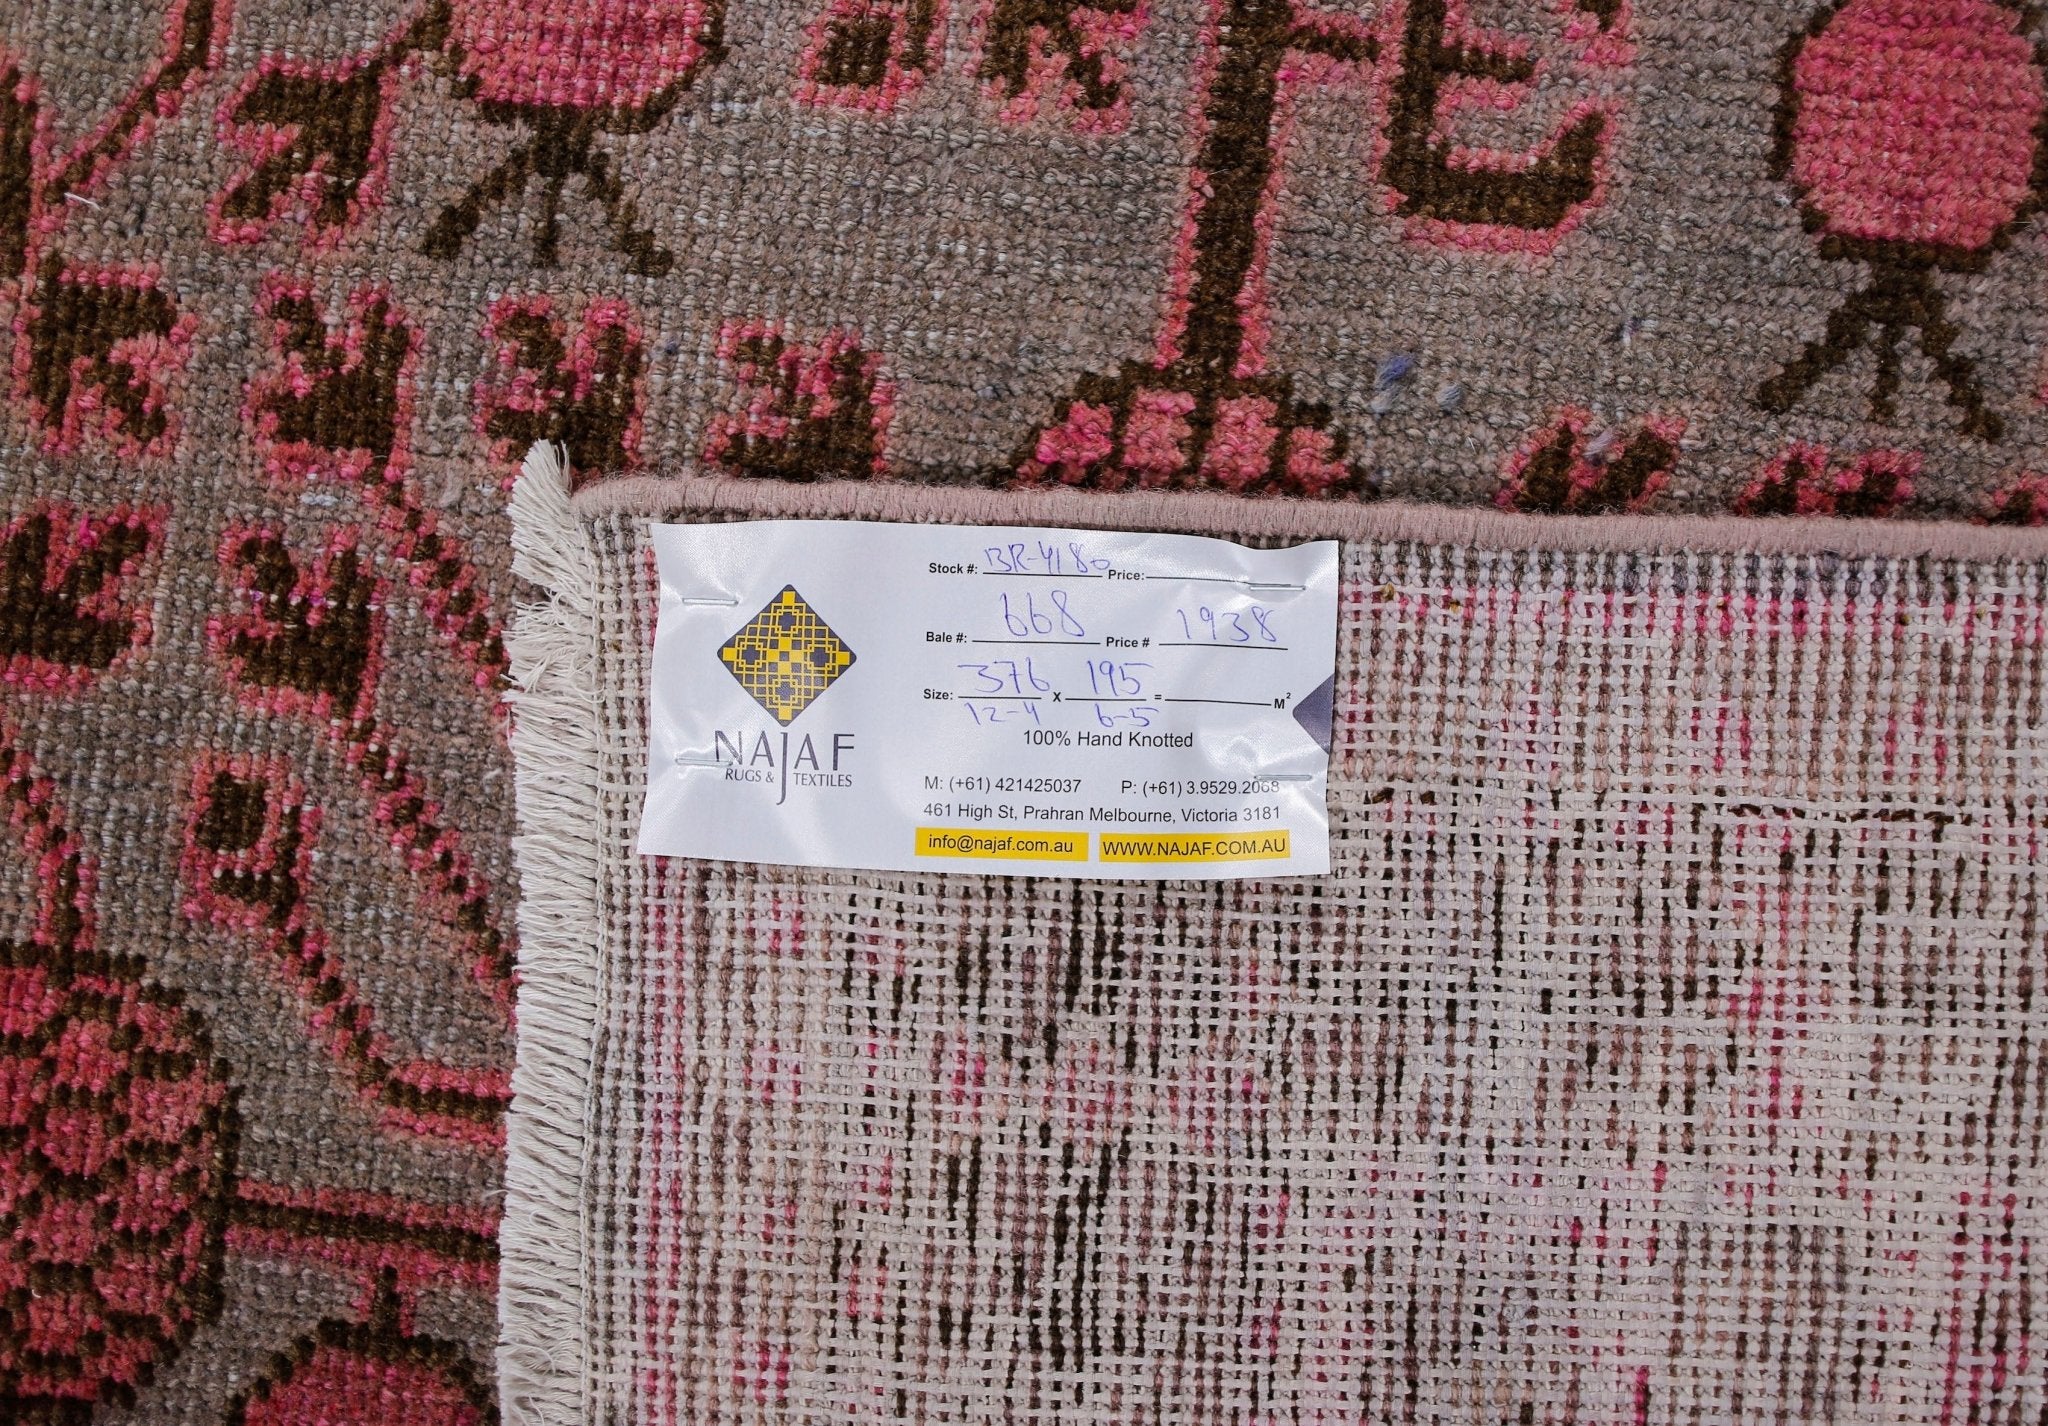 NAJAF
RUGS & TEXTILES
Stock #: BR-4180 Price:
Bale #: 668 Price # 1938
Size: 376 x 195 = M²
12-4 6-5
100% Hand Knotted
M: (+61) 421425037 P: (+61) 3.9529.2068
461 High St, Prahran Melbourne, Victoria 3181
info@najaf.com.au WWW.NAJAF.COM.AU